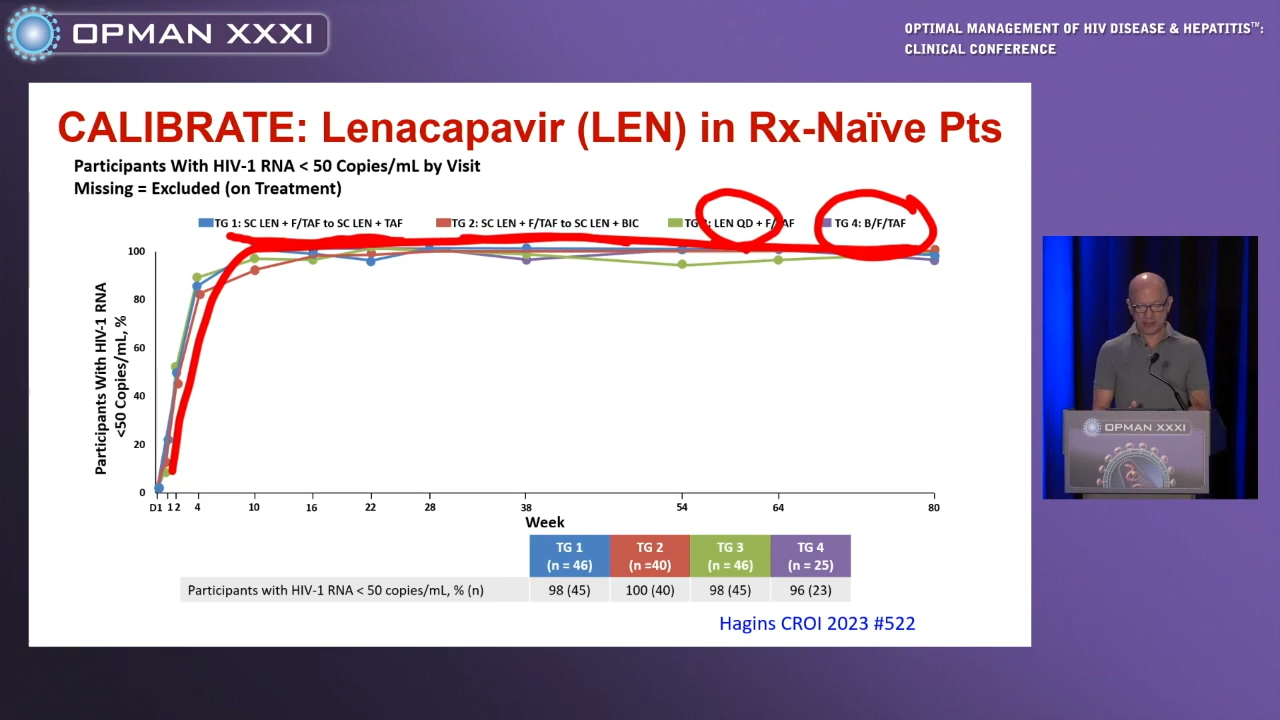 OPMAN XXXI
OPTIMAL MANAGEMENT OF HIV DISEASE & HEPATITIS™:
CLINICAL CONFERENCE
CALIBRATE: Lenacapavir (LEN) in Rx-Naïve Pts
Participants With HIV-1 RNA < 50 Copies/mL by Visit
Missing = Excluded (on Treatment)
TG 1: SC LEN + F/TAF to SC LEN + TAF
TG 2: SC LEN + F/TAF to SC LEN + BIC
TG : LEN QD + F/TAF
TG 4: B/F/TAF
Participants With HIV-1 RNA
<50 Copies/mL, %
100
80
60
40
20
0
D1 1 2 4 10 16 22 28 38 54 64 80
Week
TG 1 TG 2 TG 3 TG 4
(n = 46) (n =40) (n = 46) (n = 25)
Participants with HIV-1 RNA < 50 copies/mL, % (n) 98 (45) 100 (40) 98 (45) 96 (23)
Hagins CROI 2023 #522
OPMAN XXXI